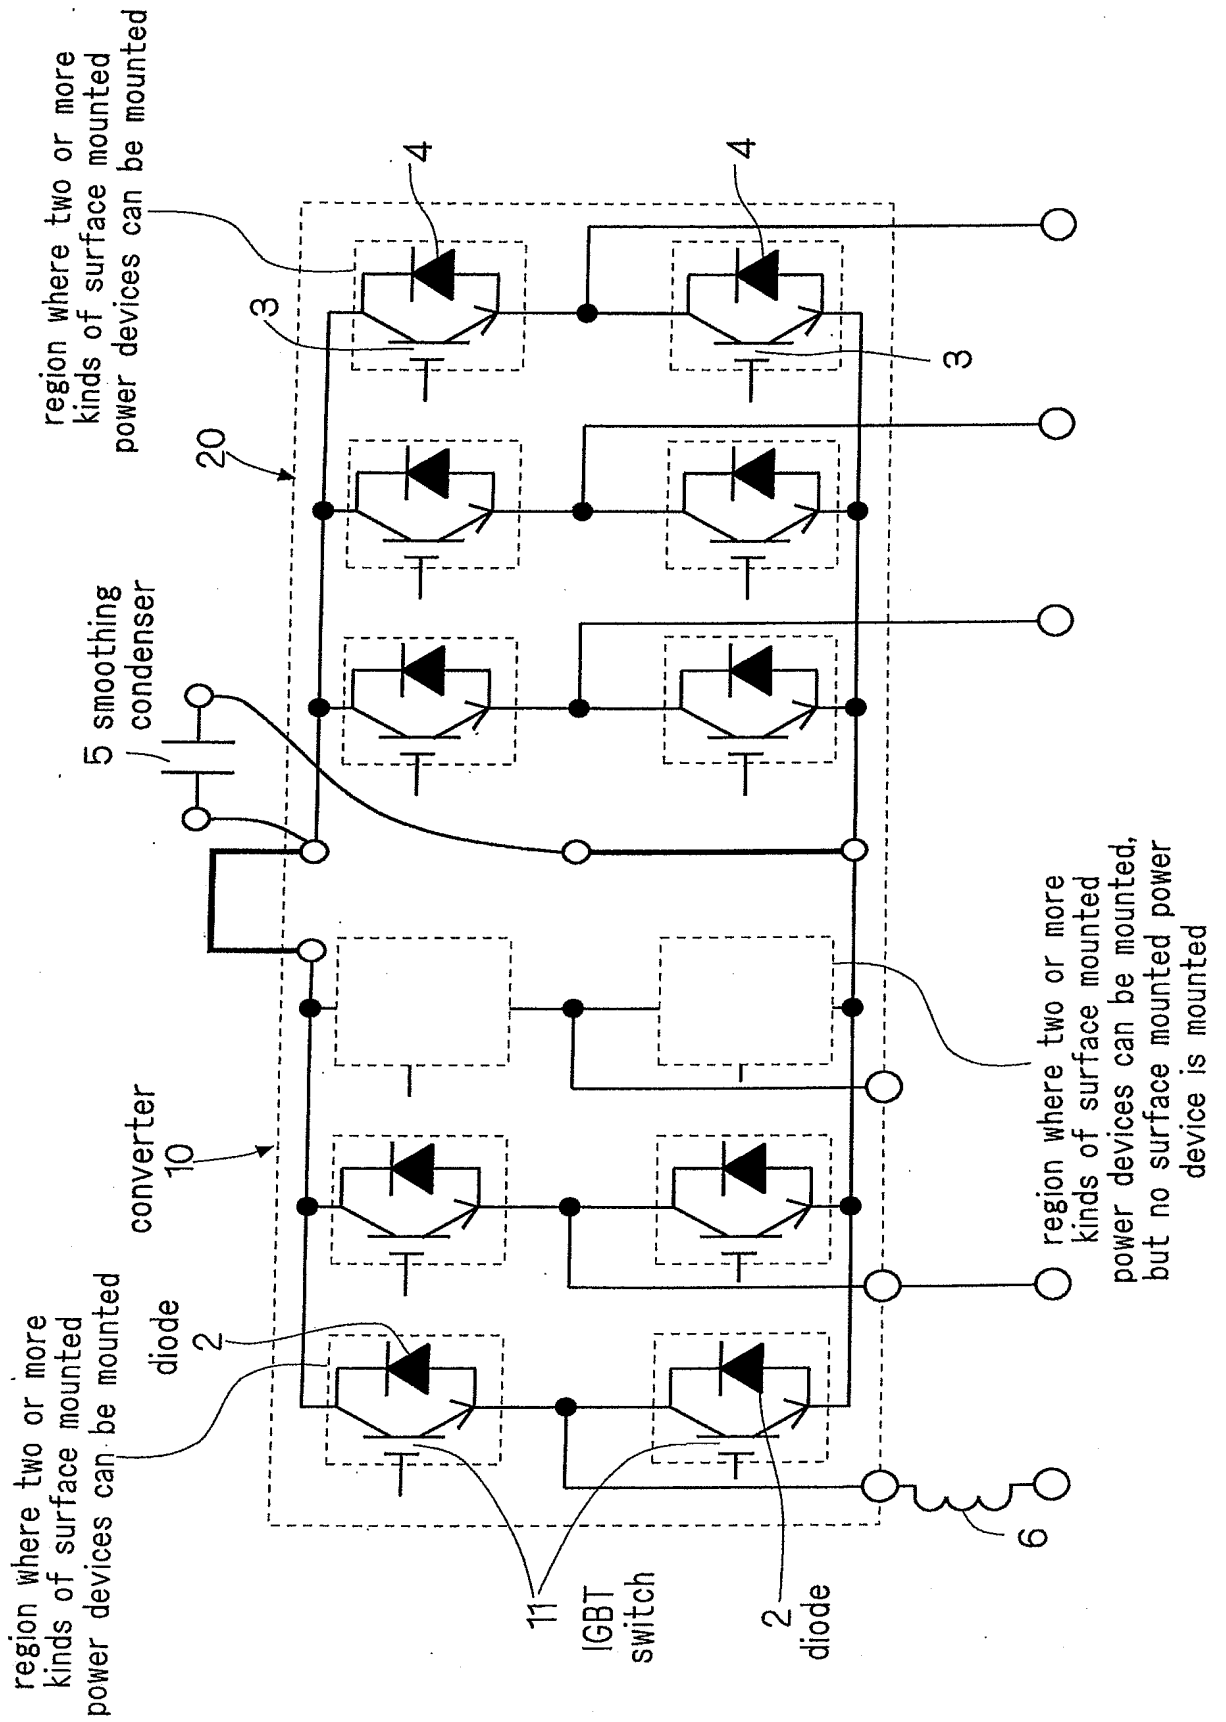 region where two or more
kinds of surface mounted
power devices can be mounted
diode
2
converter
10
5 smoothing
condenser
20
region where two or more
kinds of surface mounted
power devices can be mounted
3
4
4
3
11
IGBT
switch
2
diode
6
region where two or more
kinds of surface mounted
power devices can be mounted,
but no surface mounted power
device is mounted